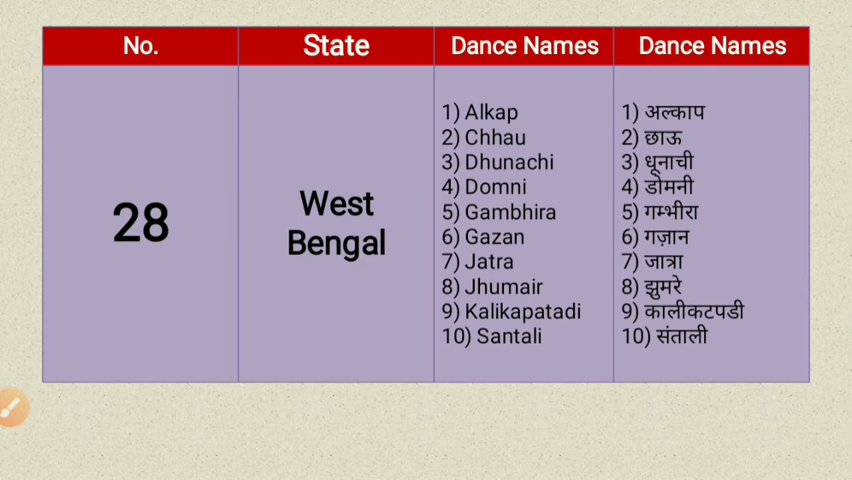 No. State Dance Names Dance Names
28
West
Bengal
1) Alkap
2) Chhau
3) Dhunachi
4) Domni
5) Gambhira
6) Gazan
7) Jatra
8) Jhumair
9) Kalikapatadi
10) Santali
1) अल्काप
2) छाऊ
3) धूनाची
4) डोमनी
5) गम्भीरा
6) गज़ान
7) जात्रा
8) झुमरे
9) कालीकटपडी
10) संताली